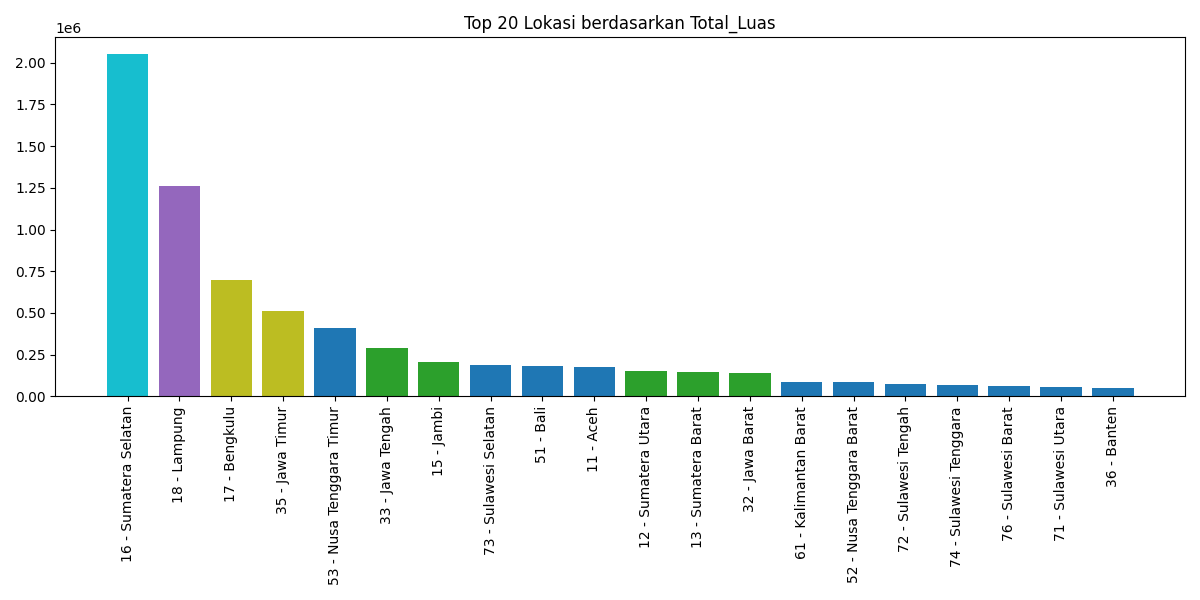 Top 20 Lokasi berdasarkan Total_Luas
1e6
2.00
1.75
1.50
1.25
1.00
0.75
0.50
0.25
0.00
16 - Sumatera Selatan
18 - Lampung
17 - Bengkulu
35 - Jawa Timur
53 - Nusa Tenggara Timur
33 - Jawa Tengah
15 - Jambi
73 - Sulawesi Selatan
51 - Bali
11 - Aceh
12 - Sumatera Utara
13 - Sumatera Barat
32 - Jawa Barat
61 - Kalimantan Barat
52 - Nusa Tenggara Barat
72 - Sulawesi Tengah
74 - Sulawesi Tenggara
76 - Sulawesi Barat
71 - Sulawesi Utara
36 - Banten